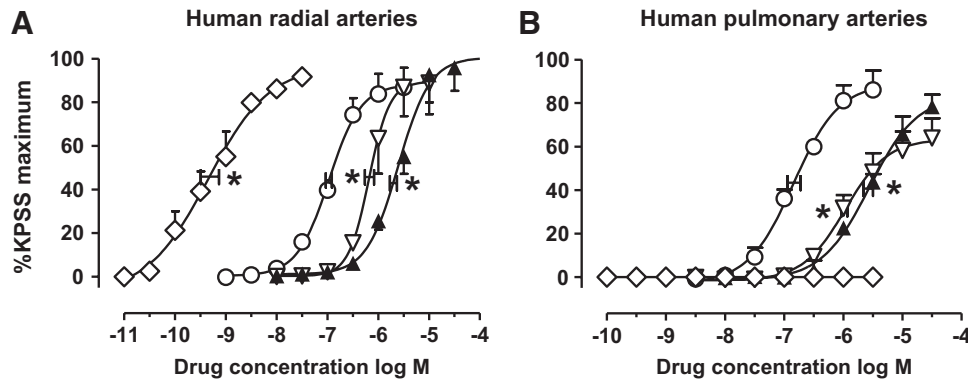 A
Human radial arteries
%KPSS maximum
100
80
60
40
20
0
*
*
*
-11 -10 -9 -8 -7 -6 -5 -4
Drug concentration log M
B
Human pulmonary arteries
100
80
60
40
20
0
*
*
-10 -9 -8 -7 -6 -5 -4
Drug concentration log M